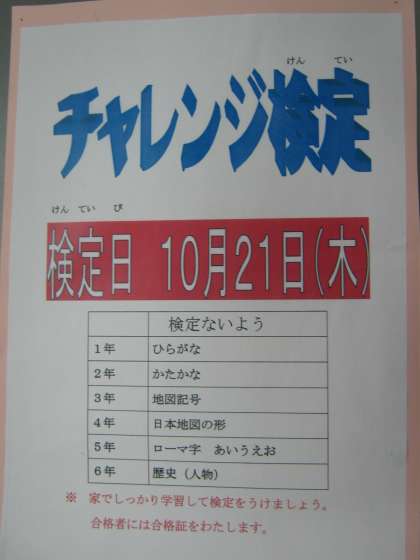 けん てい
チャレンジ検定
けん てい び
検定日 10月21日(木)
検定ないよう
1年 ひらがな
2年 かたかな
3年 地図記号
4年 日本地図の形
5年 ローマ字 あいうえお
6年 歴史（人物）
※ 家でしっかり学習して検定をうけましょう。
合格者には合格証をわたします。